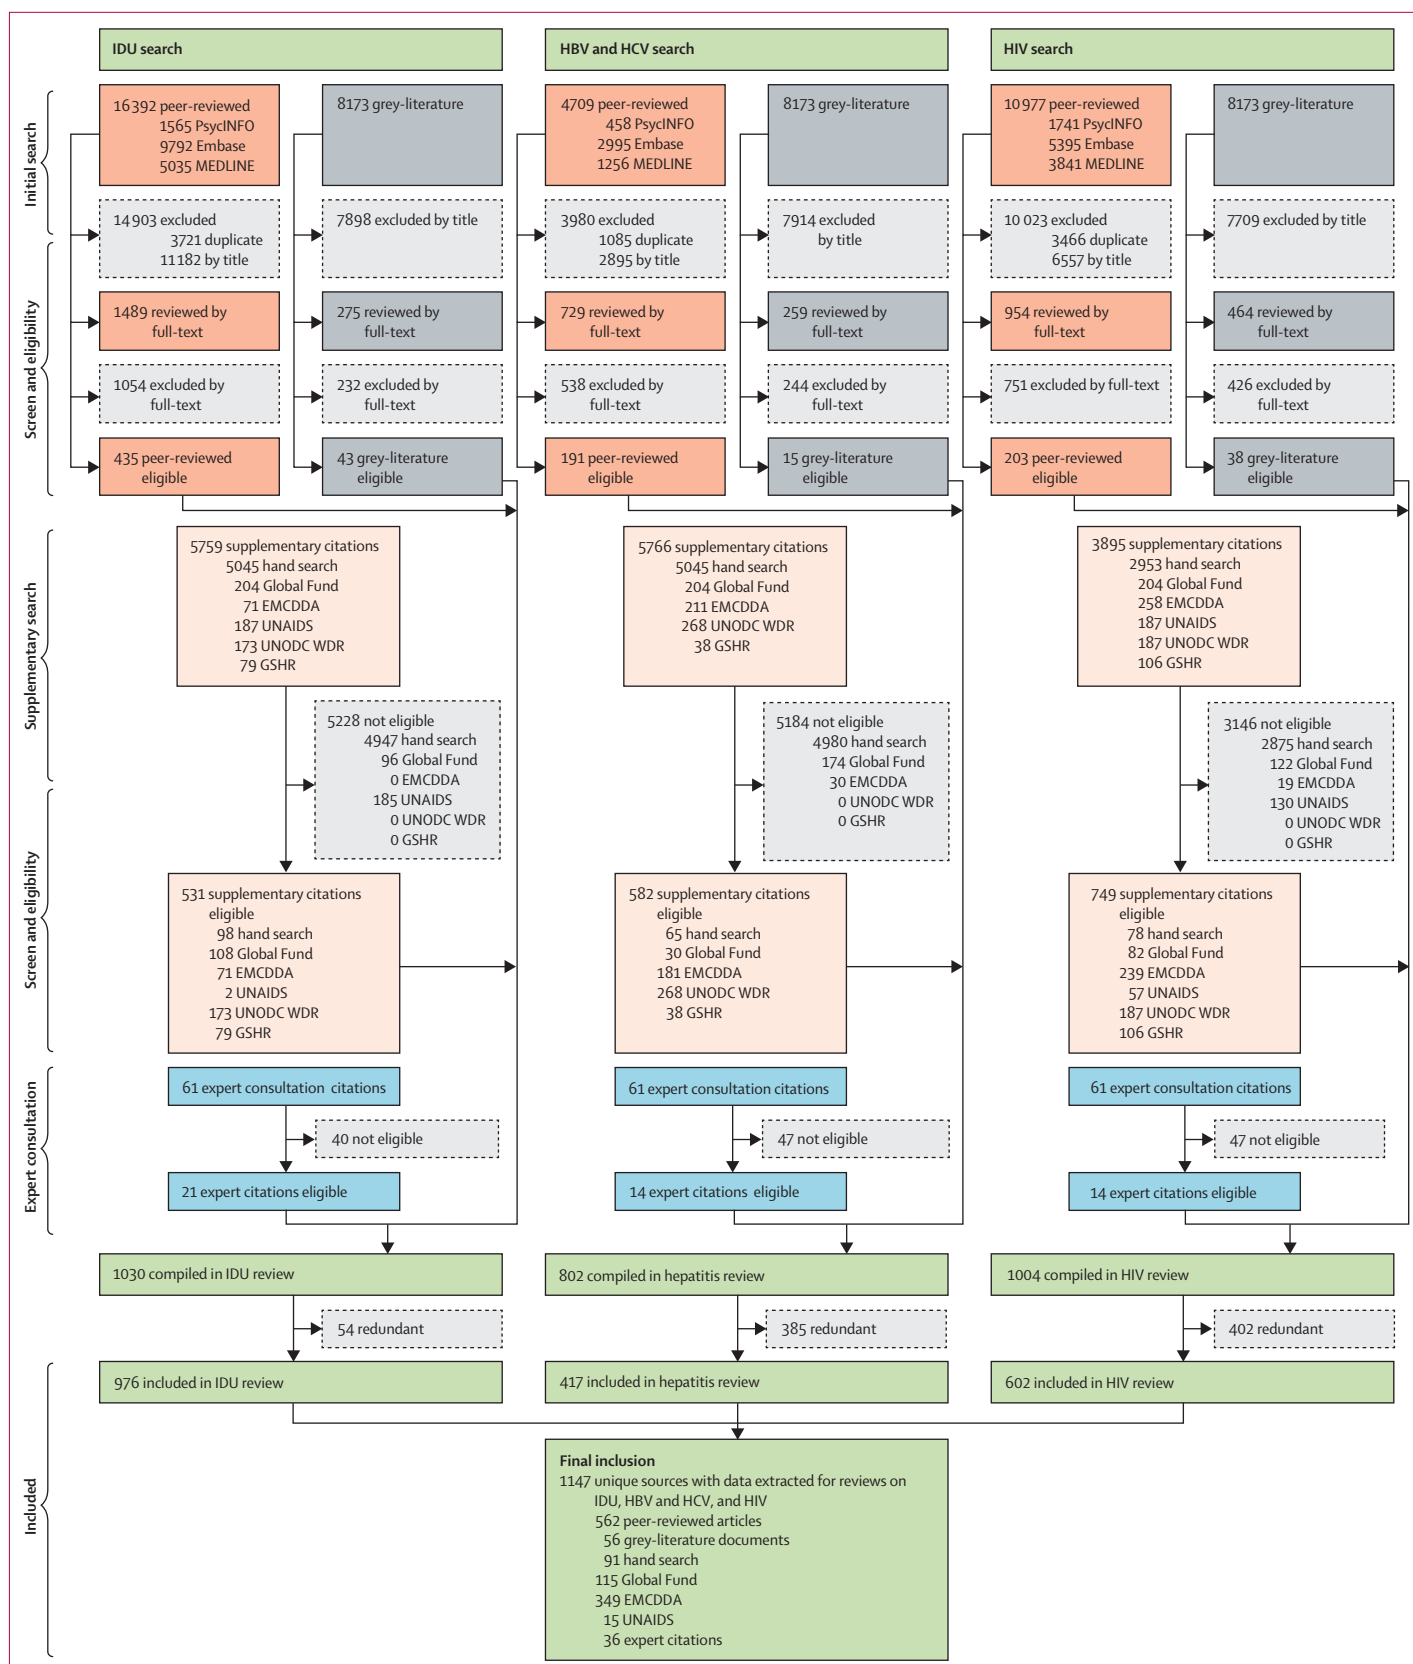 IDU search
HBV and HCV search
HIV search
Initial search
16 392 peer-reviewed
1565 PsycINFO
9792 Embase
5035 MEDLINE
8173 grey-literature
4709 peer-reviewed
458 PsycINFO
2995 Embase
1256 MEDLINE
8173 grey-literature
10 977 peer-reviewed
1741 PsycINFO
5395 Embase
3841 MEDLINE
8173 grey-literature
14 903 excluded
3721 duplicate
11 182 by title
7898 excluded by title
3980 excluded
1085 duplicate
2895 by title
7914 excluded
by title
10 023 excluded
3466 duplicate
6557 by title
7709 excluded by title
Screen and eligibility
1489 reviewed by
full-text
275 reviewed by
full-text
729 reviewed by
full-text
259 reviewed by
full-text
954 reviewed by
full-text
464 reviewed by
full-text
1054 excluded by
full-text
232 excluded by
full-text
538 excluded by
full-text
244 excluded by
full-text
751 excluded by full-text
426 excluded by
full-text
435 peer-reviewed
eligible
43 grey-literature
eligible
191 peer-reviewed
eligible
15 grey-literature
eligible
203 peer-reviewed
eligible
38 grey-literature
eligible
Supplementary search
5759 supplementary citations
5045 hand search
204 Global Fund
71 EMCDDA
187 UNAIDS
173 UNODC WDR
79 GSHR
5766 supplementary citations
5045 hand search
204 Global Fund
211 EMCDDA
268 UNODC WDR
38 GSHR
3895 supplementary citations
2953 hand search
204 Global Fund
258 EMCDDA
187 UNAIDS
187 UNODC WDR
106 GSHR
5228 not eligible
4947 hand search
96 Global Fund
0 EMCDDA
185 UNAIDS
0 UNODC WDR
0 GSHR
5184 not eligible
4980 hand search
174 Global Fund
30 EMCDDA
0 UNODC WDR
0 GSHR
3146 not eligible
2875 hand search
122 Global Fund
19 EMCDDA
130 UNAIDS
0 UNODC WDR
0 GSHR
Screen and eligibility
531 supplementary citations
eligible
98 hand search
108 Global Fund
71 EMCDDA
2 UNAIDS
173 UNODC WDR
79 GSHR
582 supplementary citations
eligible
65 hand search
30 Global Fund
181 EMCDDA
268 UNODC WDR
38 GSHR
749 supplementary citations
eligible
78 hand search
82 Global Fund
239 EMCDDA
57 UNAIDS
187 UNODC WDR
106 GSHR
Expert consultation
61 expert consultation citations
61 expert consultation citations
61 expert consultation citations
40 not eligible
47 not eligible
47 not eligible
21 expert citations eligible
14 expert citations eligible
14 expert citations eligible
1030 compiled in IDU review
802 compiled in hepatitis review
1004 compiled in HIV review
54 redundant
385 redundant
402 redundant
Included
976 included in IDU review
417 included in hepatitis review
602 included in HIV review
Final inclusion
1147 unique sources with data extracted for reviews on
IDU, HBV and HCV, and HIV
562 peer-reviewed articles
56 grey-literature documents
91 hand search
115 Global Fund
349 EMCDDA
15 UNAIDS
36 expert citations